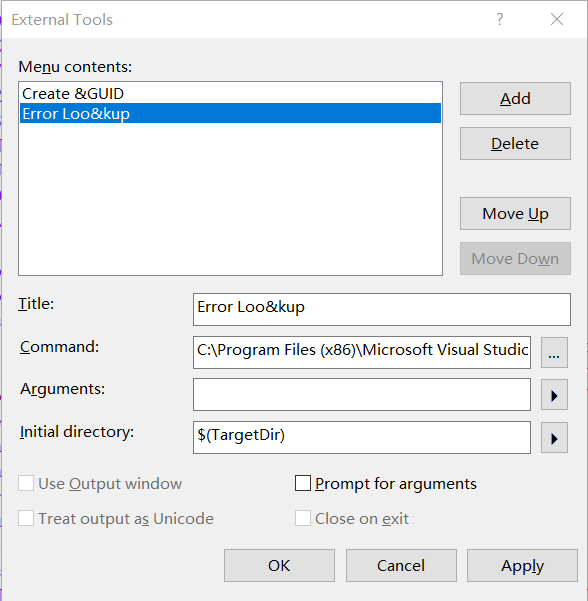 External Tools
Menu contents:
Create &GUID
Error Loo&kup
Add
Delete
Move Up
Move Down
Title:
Error Loo&kup
Command:
C:\Program Files (x86)\Microsoft Visual Studic
...
Arguments:
Initial directory:
$(TargetDir)
Use Output window
Prompt for arguments
Treat output as Unicode
Close on exit
OK
Cancel
Apply